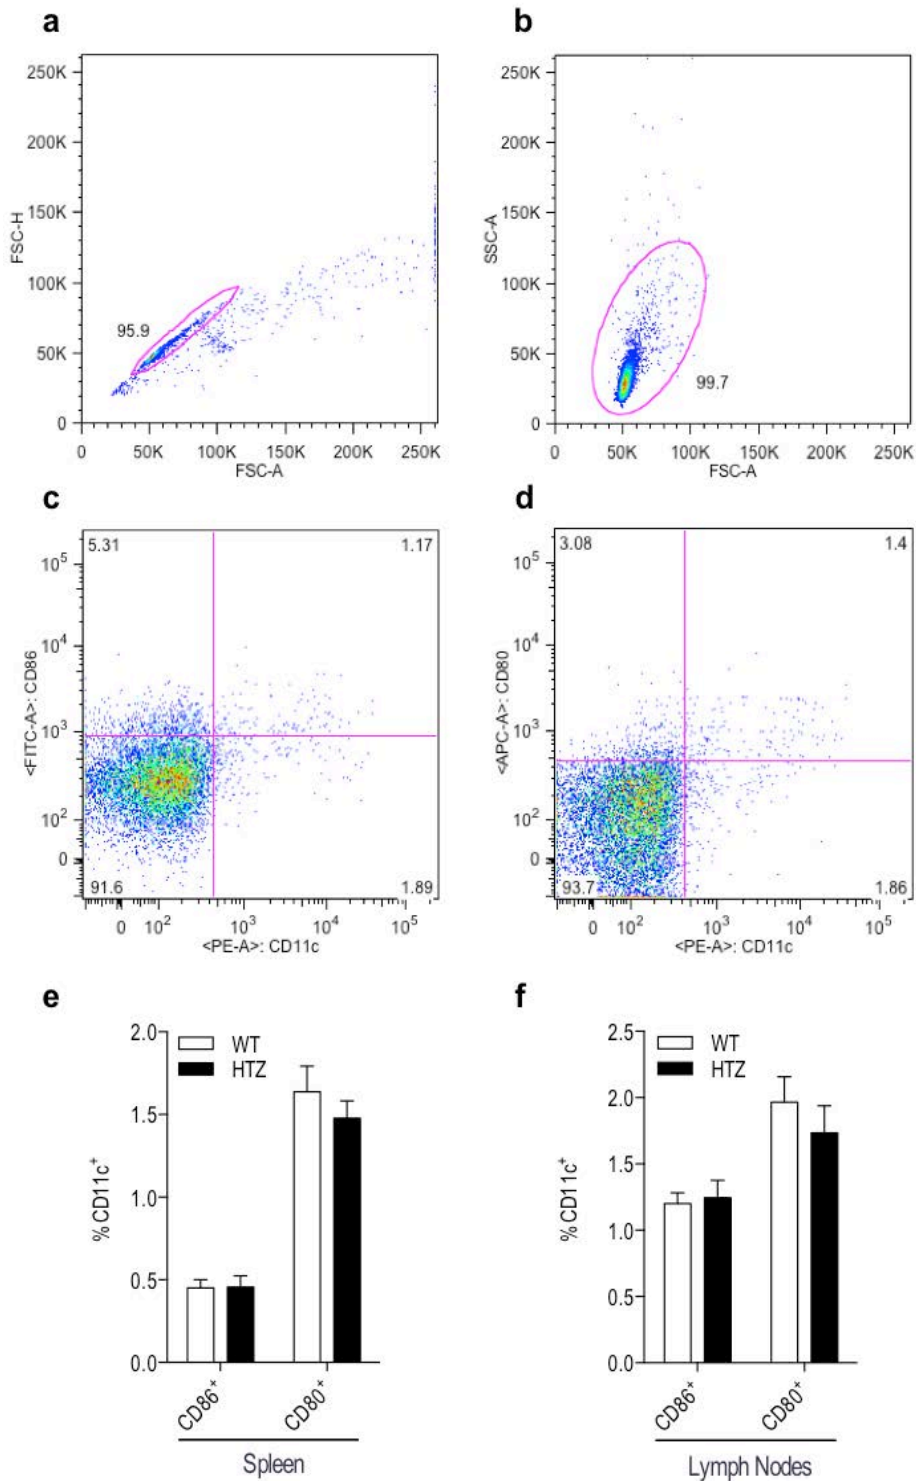 a
250K
200K
150K
100K
50K
0
FSC-H
95.9
0 50K 100K 150K 200K 250K
FSC-A
b
250K
200K
150K
100K
50K
0
SSC-A
99.7
0 50K 100K 150K 200K 250K
FSC-A
c
5.31 1.17
10^5
10^4
10^3
10^2
0
<FITC-A>: CD86
91.6 1.89
0 10^2 10^3 10^4 10^5
<PE-A>: CD11c
d
3.08 1.4
10^5
10^4
10^3
10^2
0
<APC-A>: CD80
93.7 1.86
0 10^2 10^3 10^4 10^5
<PE-A>: CD11c
e
2.0
1.5
1.0
0.5
0.0
% CD11c+
WT
HTZ
CD86+ CD80+
Spleen
f
2.5
2.0
1.5
1.0
0.5
0.0
% CD11c+
WT
HTZ
CD86+ CD80+
Lymph Nodes